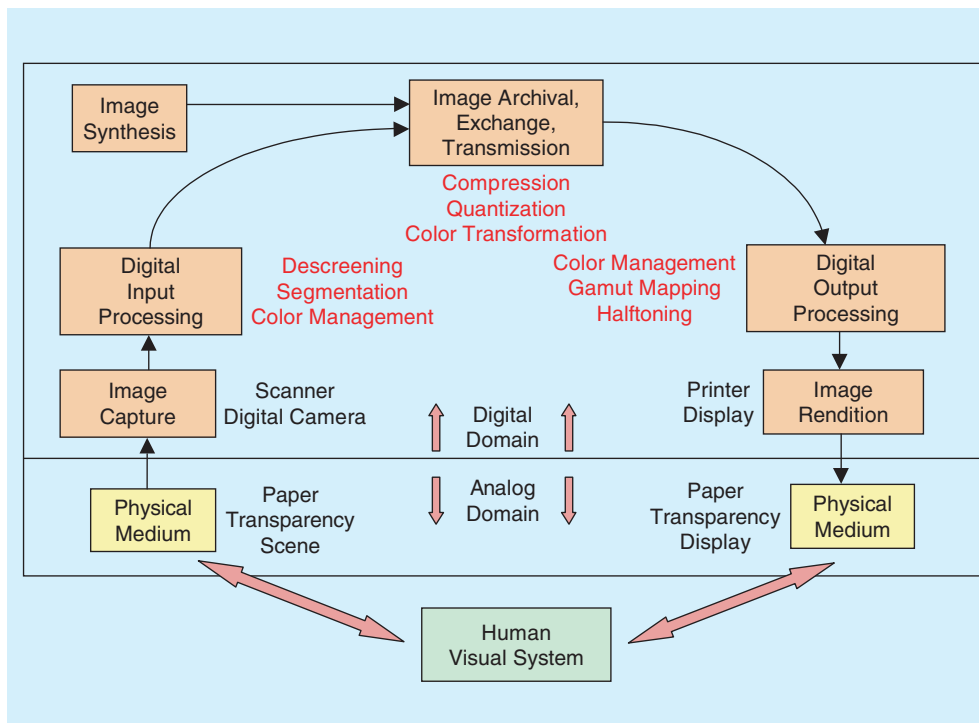 Image
Synthesis
Image Archival,
Exchange,
Transmission
Compression
Quantization
Color Transformation
Digital
Input
Processing
Descreening
Segmentation
Color Management
Color Management
Gamut Mapping
Halftoning
Digital
Output
Processing
Image
Capture
Scanner
Digital Camera
Digital
Domain
Printer
Display
Image
Rendition
Physical
Medium
Paper
Transparency
Scene
Analog
Domain
Paper
Transparency
Display
Physical
Medium
Human
Visual System